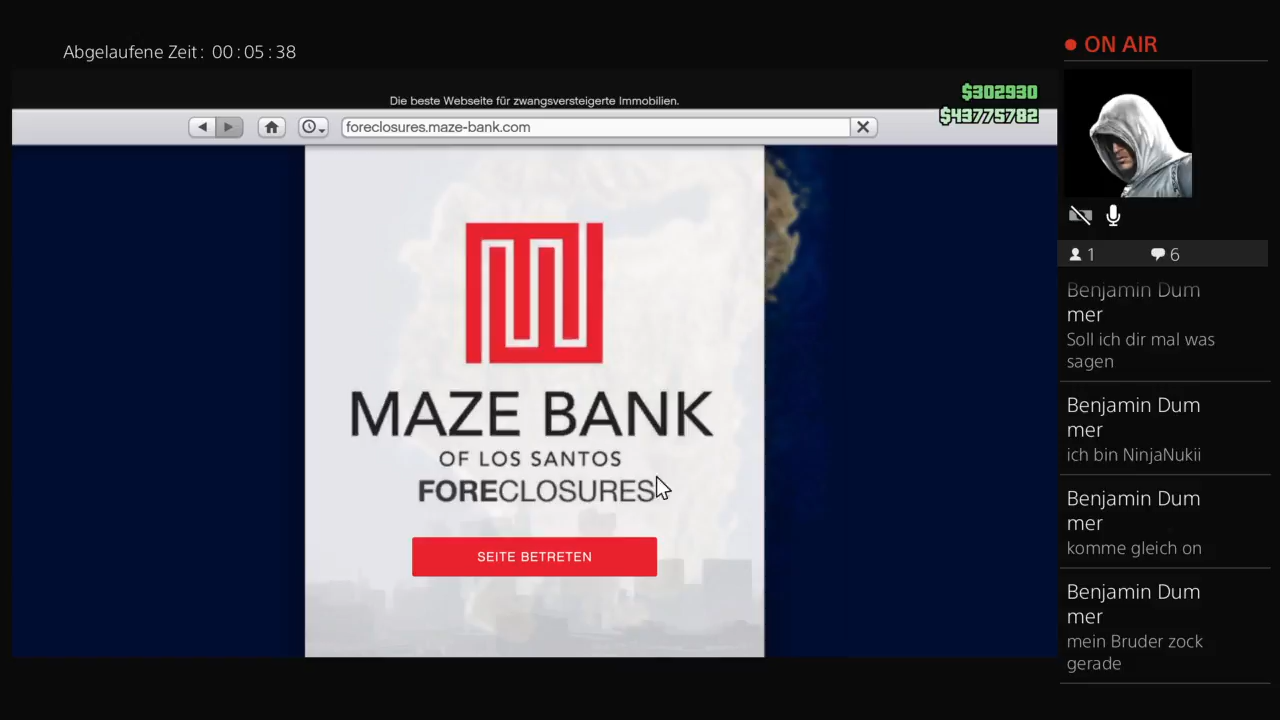 Abgelaufene Zeit: 00:05:38
ON AIR
Die beste Webseite für zwangsversteigerte Immobilien.
$302930
$43775782
foreclosures.maze-bank.com
MAZE BANK
OF LOS SANTOS
FORECLOSURES
SEITE BETRETEN
1 6
Benjamin Dum
mer
Soll ich dir mal was
sagen
Benjamin Dum
mer
ich bin NinjaNukii
Benjamin Dum
mer
komme gleich on
Benjamin Dum
mer
mein Bruder zock
gerade